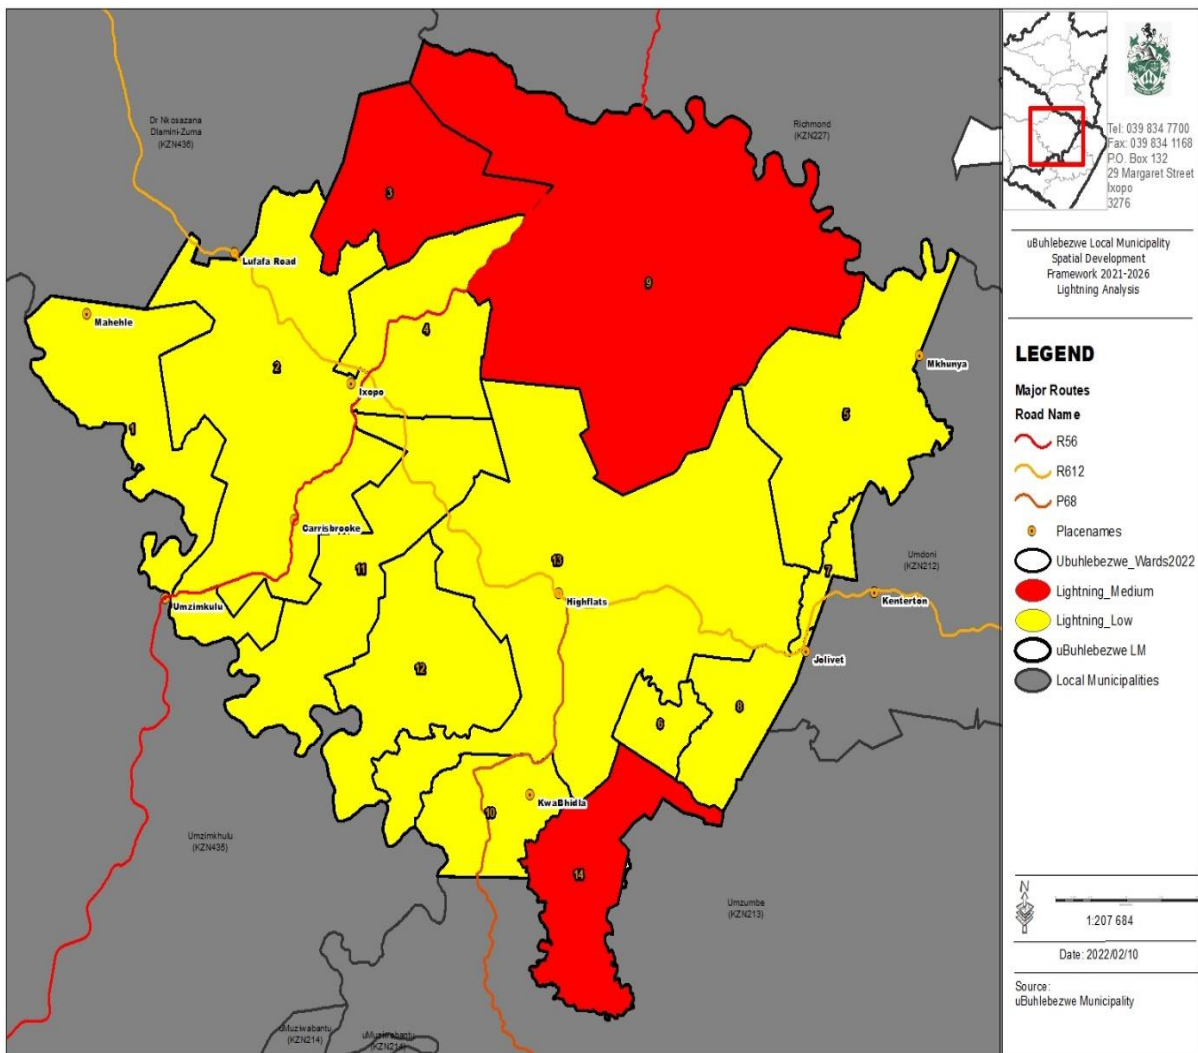 Dr Nkosazana
Dlamini-Zuma
(KZN436)
Richmond
(KZN227)
3
Lufafa Road
9
Mahehle
4
2
Mkhunya
Ixopo
5
1
Carrisbrooke
Umdoni
(KZN212)
13
11
7
Highflats
Kenterton
Umzimkulu
Jolivet
12
8
6
KwaBhidla
10
Umzimkhulu
(KZN435)
14
Umzumbe
(KZN213)
uMuziwabantu
(KZN214)
uMuziwabantu
(KZN214)
Tel: 039 834 7700
Fax: 039 834 1168
P.O. Box 132
29 Margaret Street
Ixopo
3276
uBuhlebezwe Local Municipality
Spatial Development
Framework 2021-2026
Lightning Analysis
LEGEND
Major Routes
Road Name
R56
R612
P68
Placenames
Ubuhlebezwe_Wards2022
Lightning_Medium
Lightning_Low
uBuhlebezwe LM
Local Municipalities
N
1:207 684
Date: 2022/02/10
Source:
uBuhlebezwe Municipality